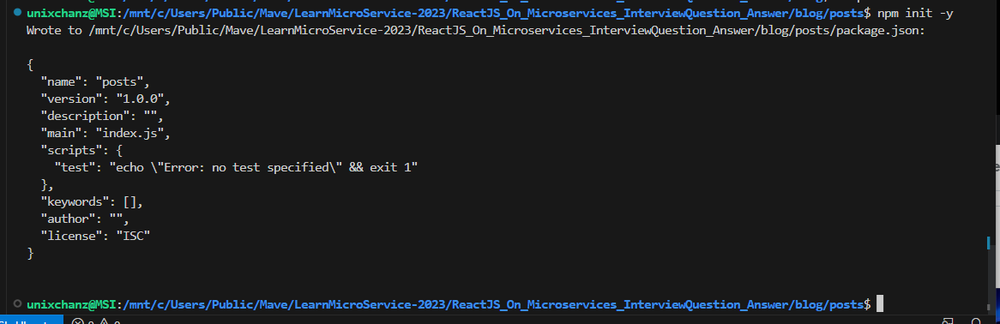 unixchanz@MSI:/mnt/c/Users/Public/Mave/LearnMicroService-2023/ReactJS_On_Microservices_InterviewQuestion_Answer/blog/posts$ npm init -y
Wrote to /mnt/c/Users/Public/Mave/LearnMicroService-2023/ReactJS_On_Microservices_InterviewQuestion_Answer/blog/posts/package.json:
{
  "name": "posts",
  "version": "1.0.0",
  "description": "",
  "main": "index.js",
  "scripts": {
    "test": "echo \"Error: no test specified\" && exit 1"
  },
  "keywords": [],
  "author": "",
  "license": "ISC"
}
unixchanz@MSI:/mnt/c/Users/Public/Mave/LearnMicroService-2023/ReactJS_On_Microservices_InterviewQuestion_Answer/blog/posts$